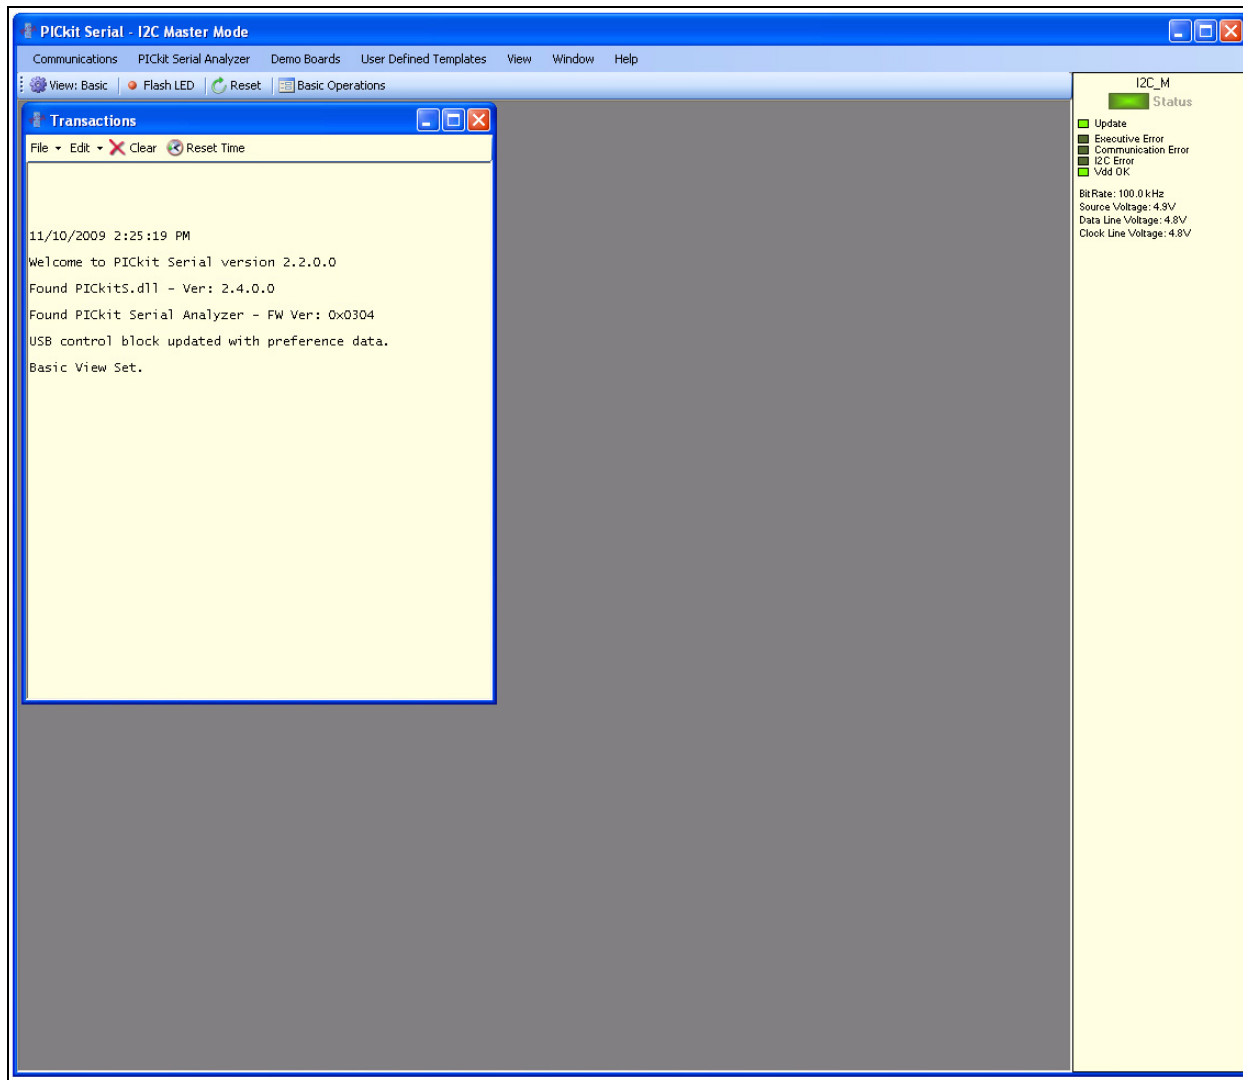 PICkit Serial - I2C Master Mode
Communications PICkit Serial Analyzer Demo Boards User Defined Templates View Window Help
View: Basic Flash LED Reset Basic Operations
Transactions
File Edit Clear Reset Time
11/10/2009 2:25:19 PM
Welcome to PICkit Serial version 2.2.0.0
Found PICkitS.dll - Ver: 2.4.0.0
Found PICkit Serial Analyzer - FW Ver: 0x0304
USB control block updated with preference data.
Basic View Set.
I2C_M
Status
Update
Executive Error
Communication Error
I2C Error
Vdd OK
BitRate: 100.0 kHz
Source Voltage: 4.9V
Data Line Voltage: 4.8V
Clock Line Voltage: 4.8V